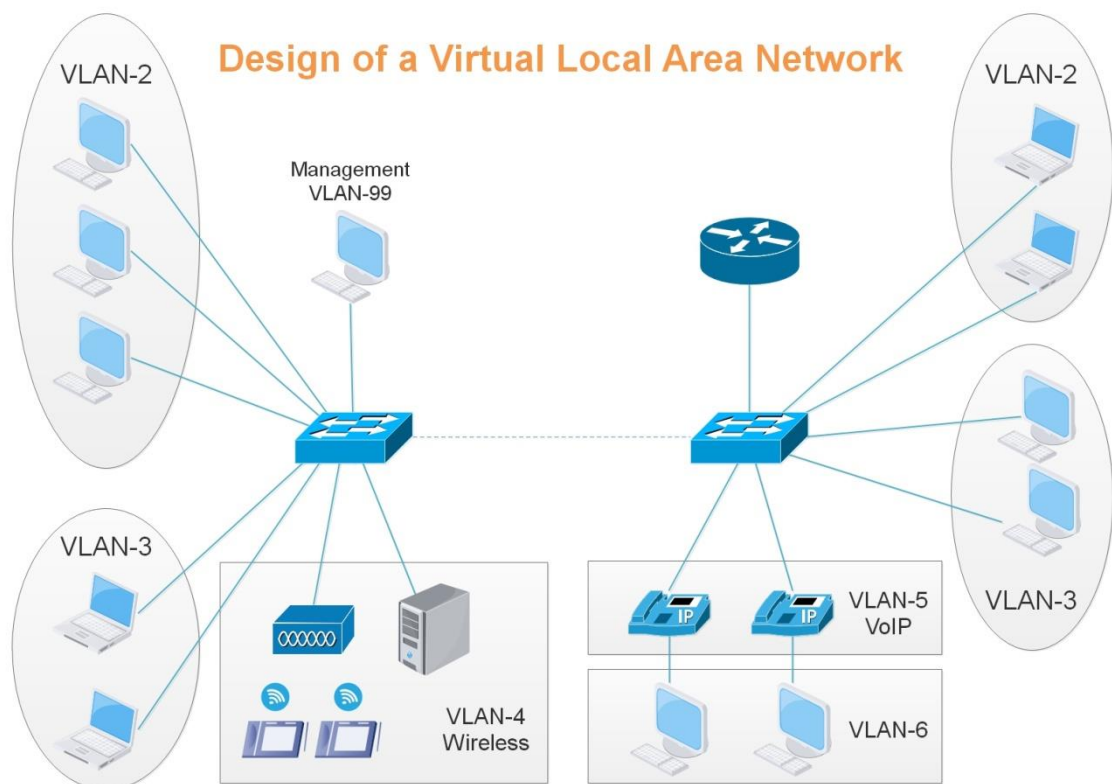 Design of a Virtual Local Area Network
VLAN-2
Management
VLAN-99
VLAN-2
VLAN-3
VLAN-4
Wireless
IP
IP
VLAN-5
VoIP
VLAN-6
VLAN-3